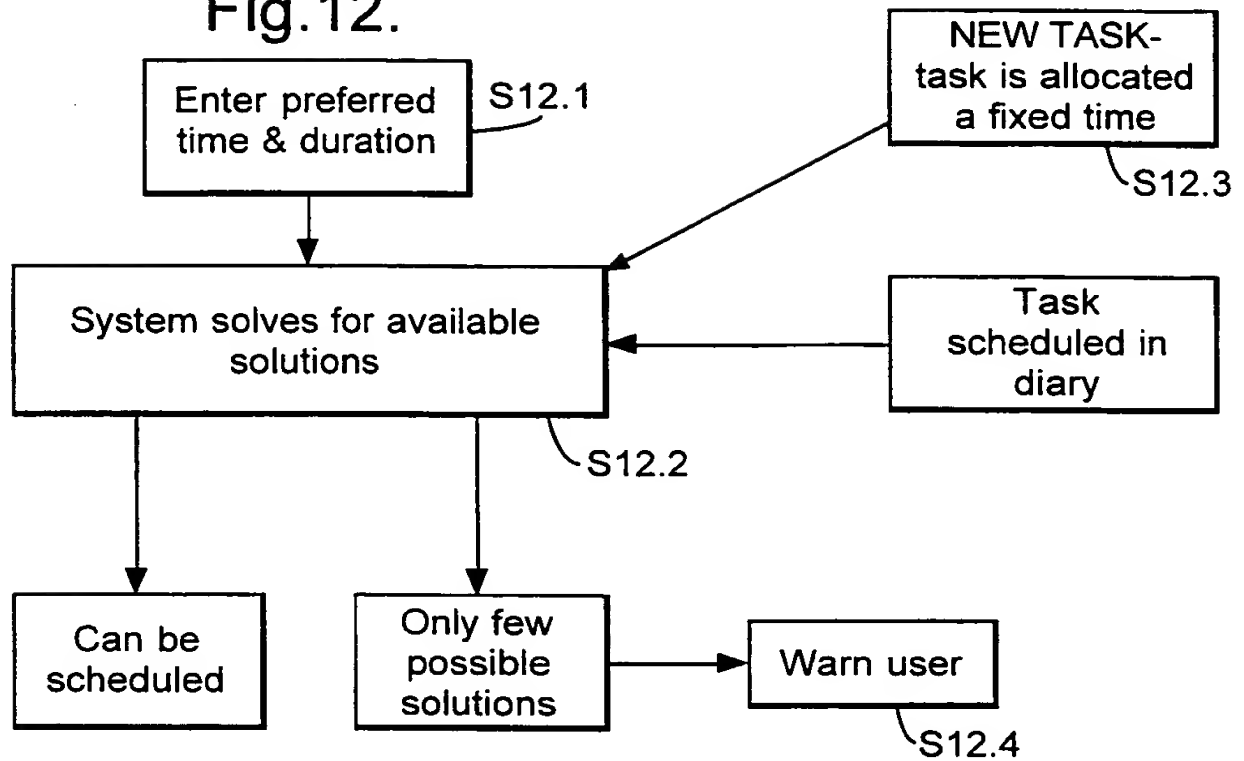 Fig.12.
Enter preferred
time & duration
S12.1
NEW TASK-
task is allocated
a fixed time
S12.3
System solves for available
solutions
S12.2
Task
scheduled in
diary
Can be
scheduled
Only few
possible
solutions
Warn user
S12.4